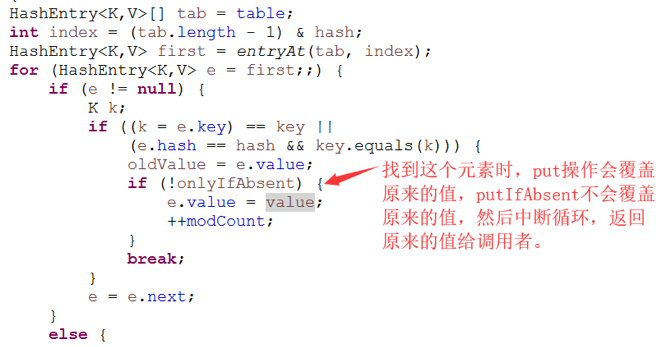 {
HashEntry<K,V>[] tab = table;
int index = (tab.length - 1) & hash;
HashEntry<K,V> first = entryAt(tab, index);
for (HashEntry<K,V> e = first;;) {
if (e != null) {
K k;
if ((k = e.key) == key ||
(e.hash == hash && key.equals(k))) {
oldValue = e.value;
if (!onlyIfAbsent) {
e.value = value;
++modCount;
}
break;
}
e = e.next;
}
else {
找到这个元素时，put操作会覆盖
原来的值，putIfAbsent不会覆盖
原来的值，然后中断循环，返回
原来的值给调用者。